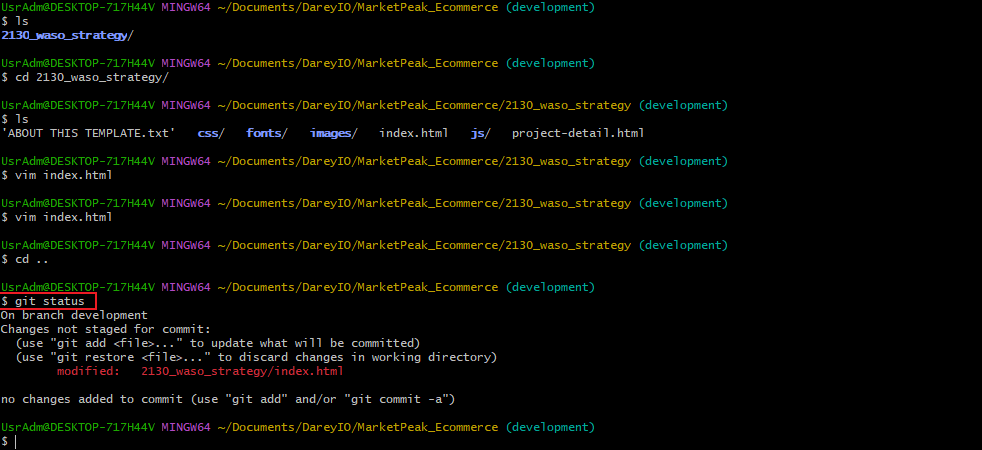 UsrAdm@DESKTOP-717H44V MINGW64 ~/Documents/DareyIO/MarketPeak_Ecommerce (development)
$ ls
2130_waso_strategy/
UsrAdm@DESKTOP-717H44V MINGW64 ~/Documents/DareyIO/MarketPeak_Ecommerce (development)
$ cd 2130_waso_strategy/
UsrAdm@DESKTOP-717H44V MINGW64 ~/Documents/DareyIO/MarketPeak_Ecommerce/2130_waso_strategy (development)
$ ls
'ABOUT THIS TEMPLATE.txt'   css/   fonts/   images/   index.html   js/   project-detail.html
UsrAdm@DESKTOP-717H44V MINGW64 ~/Documents/DareyIO/MarketPeak_Ecommerce/2130_waso_strategy (development)
$ vim index.html
UsrAdm@DESKTOP-717H44V MINGW64 ~/Documents/DareyIO/MarketPeak_Ecommerce/2130_waso_strategy (development)
$ vim index.html
UsrAdm@DESKTOP-717H44V MINGW64 ~/Documents/DareyIO/MarketPeak_Ecommerce/2130_waso_strategy (development)
$ cd ..
UsrAdm@DESKTOP-717H44V MINGW64 ~/Documents/DareyIO/MarketPeak_Ecommerce (development)
$ git status
On branch development
Changes not staged for commit:
  (use "git add <file>..." to update what will be committed)
  (use "git restore <file>..." to discard changes in working directory)
        modified:   2130_waso_strategy/index.html
no changes added to commit (use "git add" and/or "git commit -a")
UsrAdm@DESKTOP-717H44V MINGW64 ~/Documents/DareyIO/MarketPeak_Ecommerce (development)
$